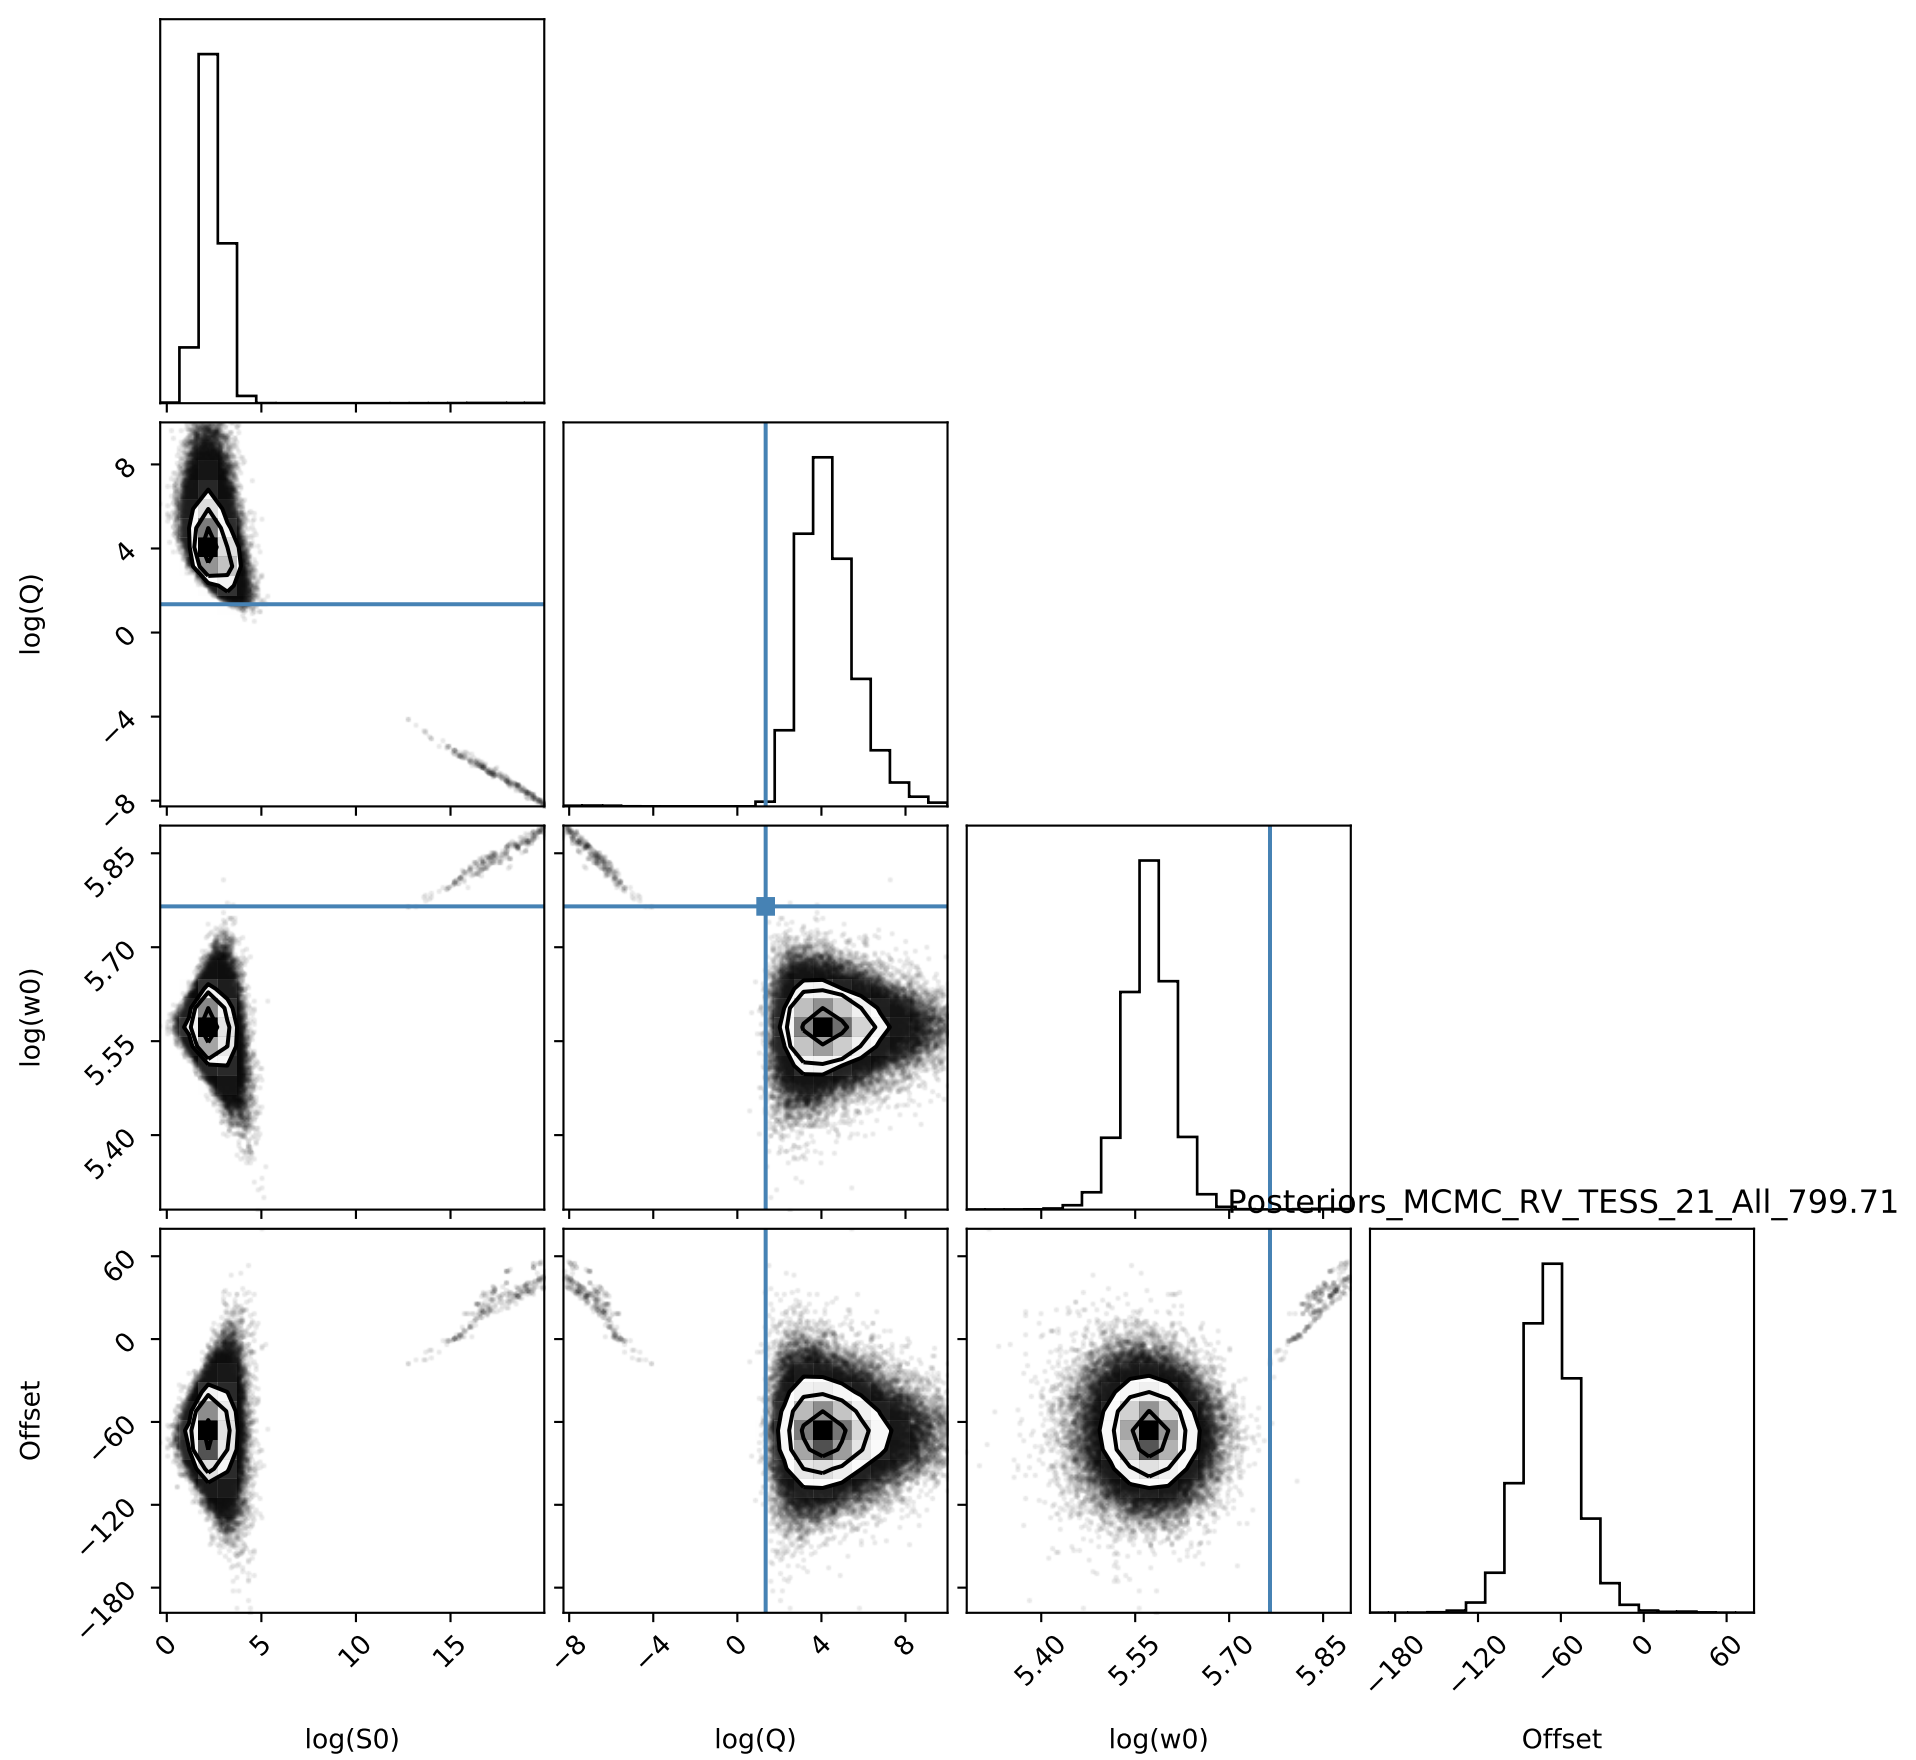 8
4
0
−4
−8
log(Q)
5.85
5.70
5.55
5.40
log(w0)
Posteriors_MCMC_RV_TESS_21_All_799.71
60
0
−60
−120
−180
Offset
0 5 10 15 −8 −4 0 4 8 5.40 5.55 5.70 5.85 −180 −120 −60 0 60
log(S0) log(Q) log(w0) Offset